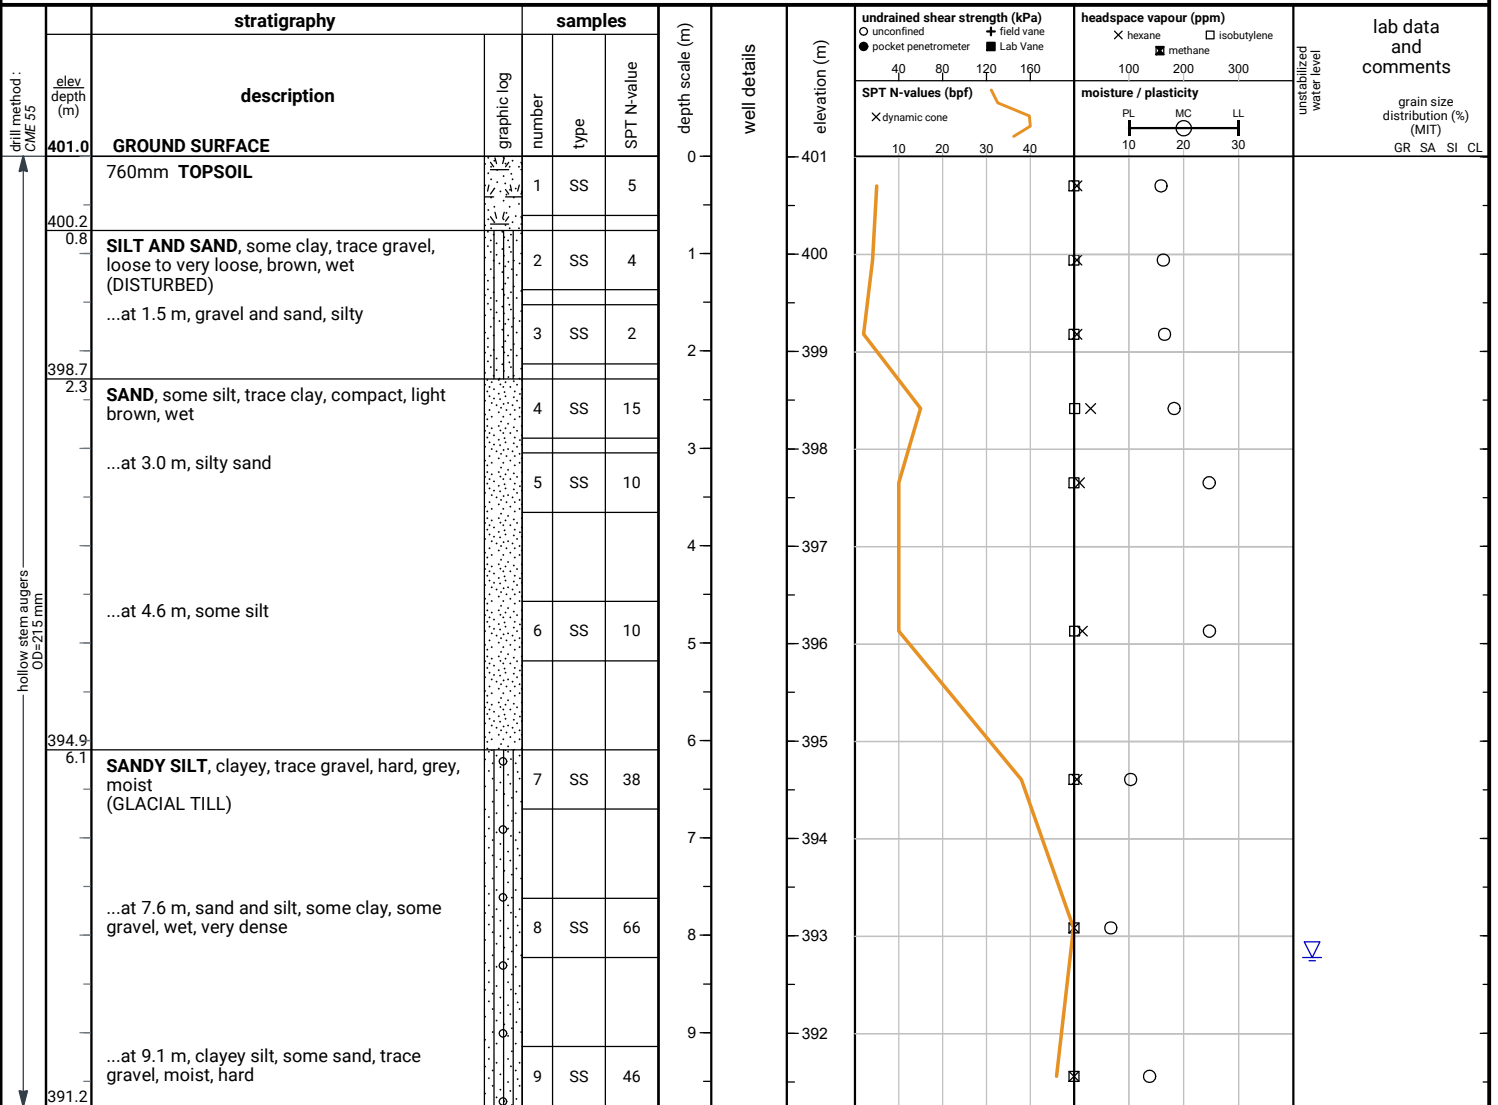 stratigraphy
samples
drill method :
CME 55
elev
depth
(m)
description
graphic log
number
type
SPT N-value
depth scale (m)
well details
elevation (m)
undrained shear strength (kPa)
unconfined
field vane
pocket penetrometer
Lab Vane
40 80 120 160
SPT N-values (bpf)
dynamic cone
10 20 30 40
headspace vapour (ppm)
hexane
isobutylene
methane
100 200 300
moisture / plasticity
PL MC LL
10 20 30
unstabilized
water level
lab data
and
comments
grain size
distribution (%)
(MIT)
GR SA SI CL
401.0 GROUND SURFACE
0
401
760mm TOPSOIL
1 SS 5
400.2
0.8
SILT AND SAND, some clay, trace gravel,
loose to very loose, brown, wet
(DISTURBED)
2 SS 4
1
400
...at 1.5 m, gravel and sand, silty
3 SS 2
2
399
398.7
2.3
SAND, some silt, trace clay, compact, light
brown, wet
4 SS 15
3
398
...at 3.0 m, silty sand
5 SS 10
4
397
hollow stem augers
OD=215 mm
...at 4.6 m, some silt
6 SS 10
5
396
394.9
6
395
6.1
SANDY SILT, clayey, trace gravel, hard, grey,
moist
(GLACIAL TILL)
7 SS 38
7
394
...at 7.6 m, sand and silt, some clay, some
gravel, wet, very dense
8 SS 66
8
393
9
392
...at 9.1 m, clayey silt, some sand, trace
gravel, moist, hard
9 SS 46
391.2